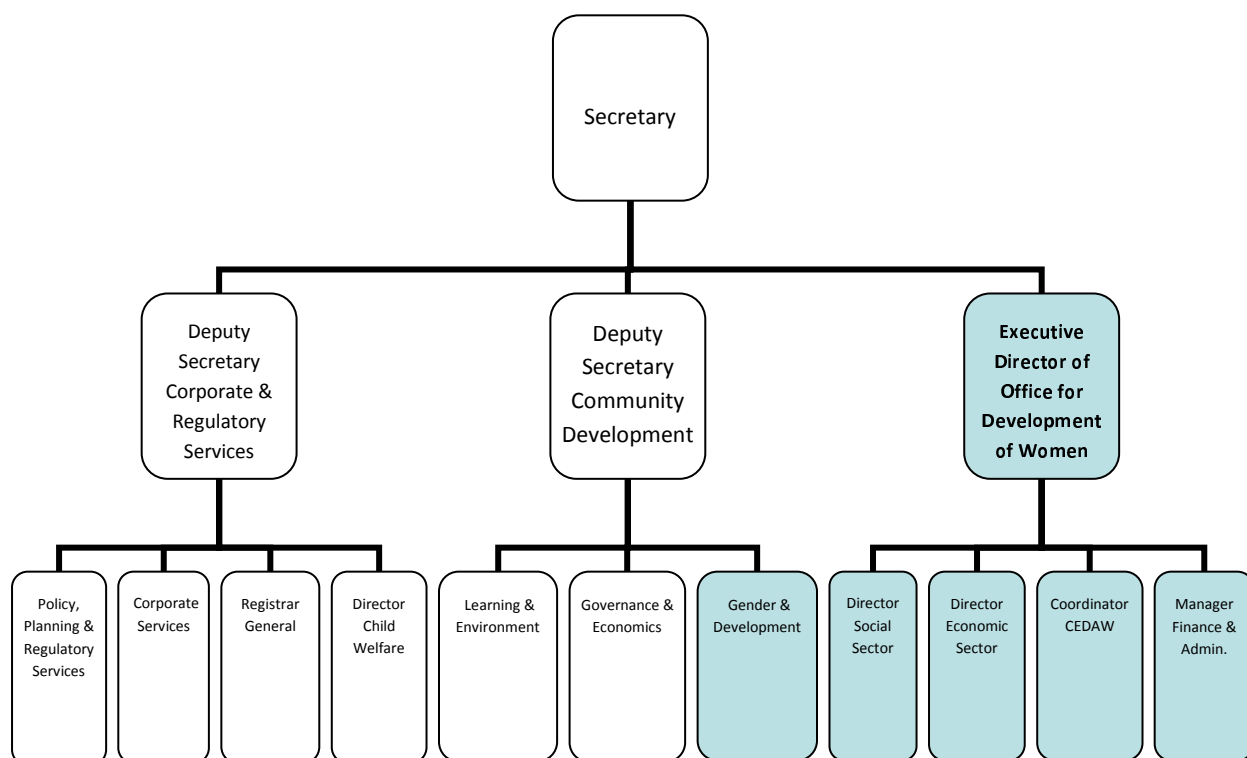 Secretary
Deputy
Secretary
Corporate &
Regulatory
Services
Deputy
Secretary
Community
Development
Executive
Director of
Office for
Development
of Women
Policy,
Planning &
Regulatory
Services
Corporate
Services
Registrar
General
Director
Child
Welfare
Learning &
Environment
Governance &
Economics
Gender &
Development
Director
Social
Sector
Director
Economic
Sector
Coordinator
CEDAW
Manager
Finance &
Admin.